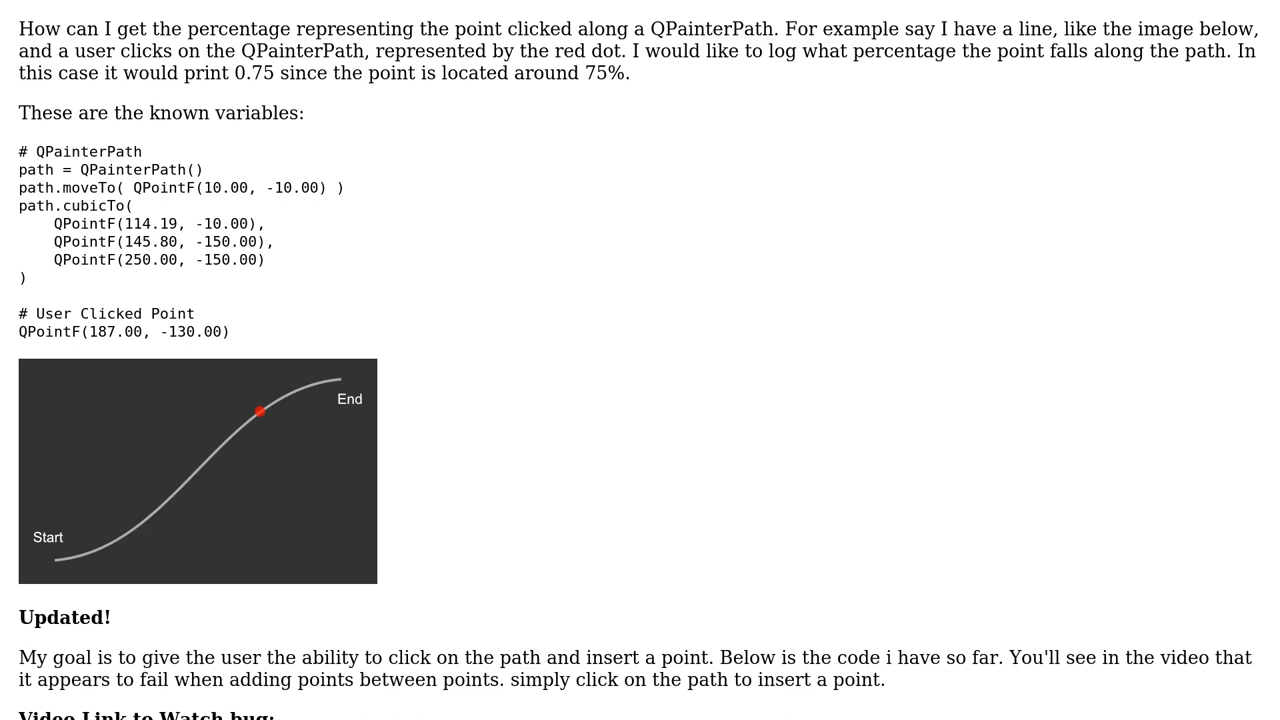 How can I get the percentage representing the point clicked along a QPainterPath. For example say I have a line, like the image below,
and a user clicks on the QPainterPath, represented by the red dot. I would like to log what percentage the point falls along the path. In
this case it would print 0.75 since the point is located around 75%.
These are the known variables:
# QPainterPath
path = QPainterPath()
path.moveTo( QPointF(10.00, -10.00) )
path.cubicTo(
    QPointF(114.19, -10.00),
    QPointF(145.80, -150.00),
    QPointF(250.00, -150.00)
)
# User Clicked Point
QPointF(187.00, -130.00)
End
Start
Updated!
My goal is to give the user the ability to click on the path and insert a point. Below is the code i have so far. You'll see in the video that
it appears to fail when adding points between points. simply click on the path to insert a point.
Video Link to Watch bug: